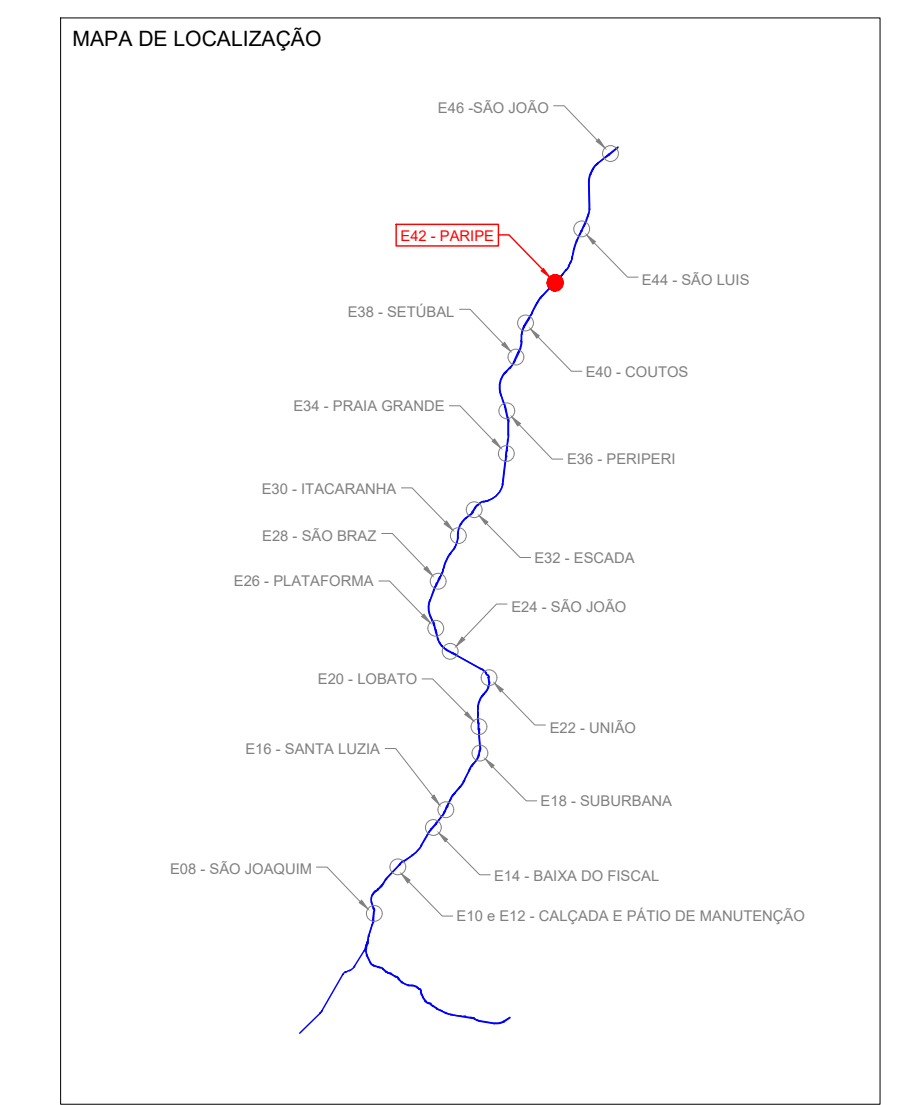 MAPA DE LOCALIZAÇÃO
E46 -SÃO JOÃO
E42 - PARIPE
E44 - SÃO LUIS
E38 - SETÚBAL
E40 - COUTOS
E34 - PRAIA GRANDE
E36 - PERIPERI
E30 - ITACARANHA
E28 - SÃO BRAZ
E32 - ESCADA
E26 - PLATAFORMA
E24 - SÃO JOÃO
E20 - LOBATO
E22 - UNIÃO
E16 - SANTA LUZIA
E18 - SUBURBANA
E08 - SÃO JOAQUIM
E14 - BAIXA DO FISCAL
E10 e E12 - CALÇADA E PÁTIO DE MANUTENÇÃO